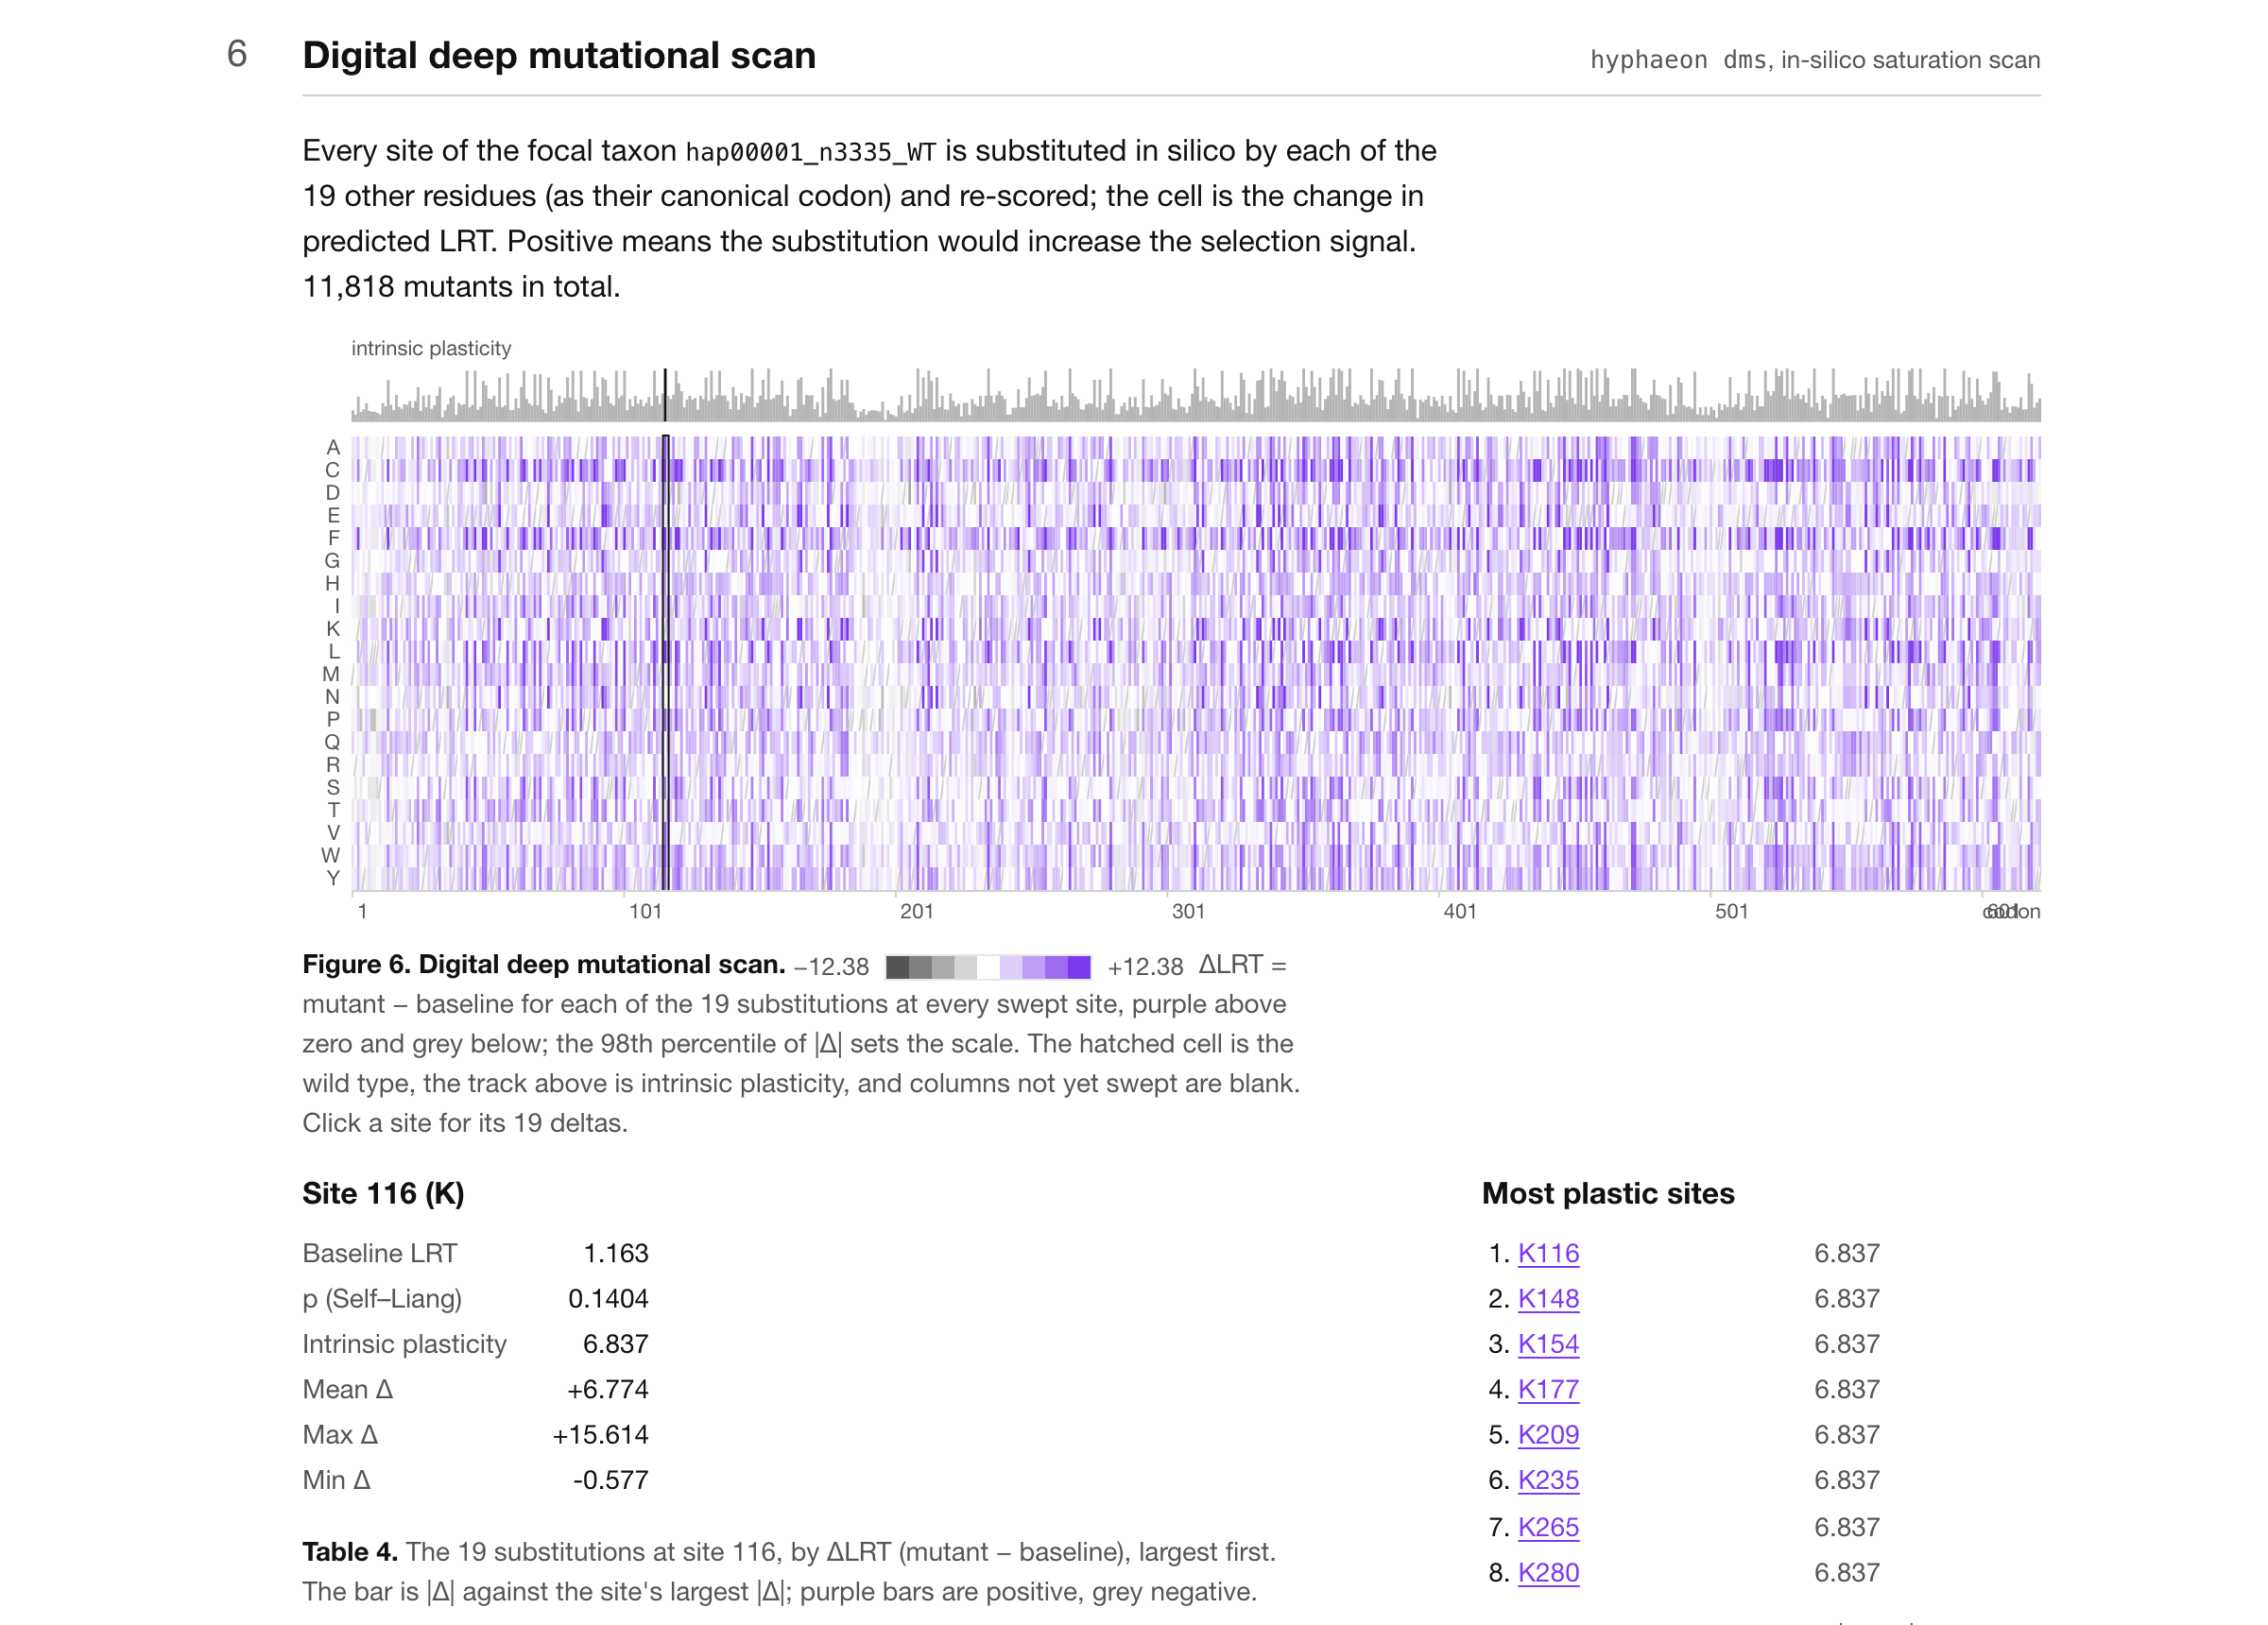 6 Digital deep mutational scan hyphaeon dms, in-silico saturation scan
Every site of the focal taxon hap00001_n3335_WT is substituted in silico by each of the
19 other residues (as their canonical codon) and re-scored; the cell is the change in
predicted LRT. Positive means the substitution would increase the selection signal.
11,818 mutants in total.
intrinsic plasticity
A
C
D
E
F
G
H
I
K
L
M
N
P
Q
R
S
T
V
W
Y
1 101 201 301 401 501 601 codon
Figure 6. Digital deep mutational scan. −12.38 +12.38 ΔLRT =
mutant − baseline for each of the 19 substitutions at every swept site, purple above
zero and grey below; the 98th percentile of |Δ| sets the scale. The hatched cell is the
wild type, the track above is intrinsic plasticity, and columns not yet swept are blank.
Click a site for its 19 deltas.
Site 116 (K)
Baseline LRT 1.163
p (Self–Liang) 0.1404
Intrinsic plasticity 6.837
Mean Δ +6.774
Max Δ +15.614
Min Δ -0.577
Table 4. The 19 substitutions at site 116, by ΔLRT (mutant − baseline), largest first.
The bar is |Δ| against the site's largest |Δ|; purple bars are positive, grey negative.
Most plastic sites
1. K116 6.837
2. K148 6.837
3. K154 6.837
4. K177 6.837
5. K209 6.837
6. K235 6.837
7. K265 6.837
8. K280 6.837